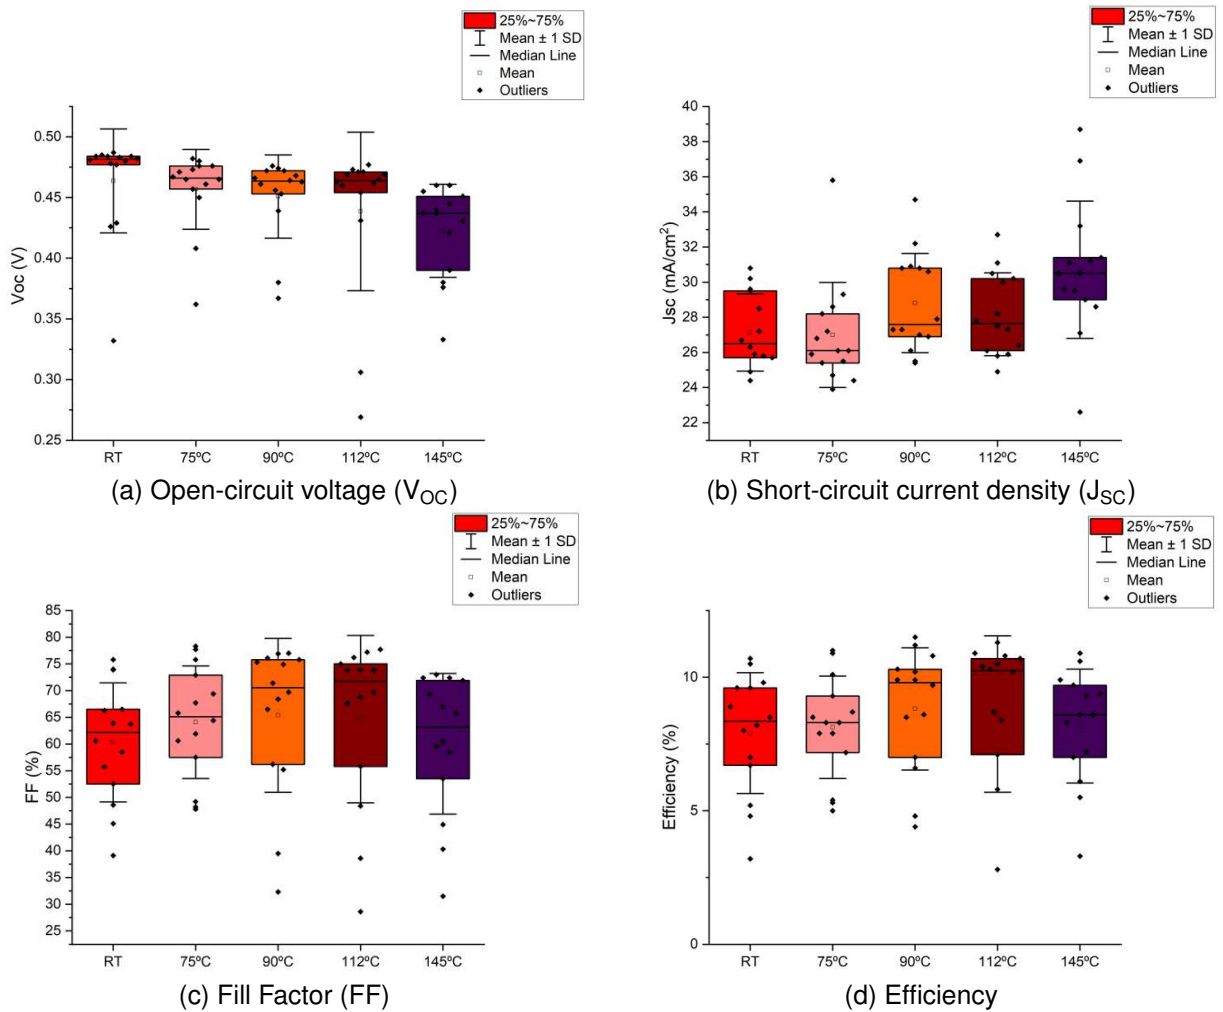 25%~75%
Mean ± 1 SD
Median Line
Mean
Outliers
0.50
0.45
0.40
0.35
0.30
0.25
Voc (V)
RT 75ºC 90ºC 112ºC 145ºC
(a) Open-circuit voltage (VOC)
25%~75%
Mean ± 1 SD
Median Line
Mean
Outliers
40
38
36
34
32
30
28
26
24
22
Jsc (mA/cm²)
RT 75ºC 90ºC 112ºC 145ºC
(b) Short-circuit current density (JSC)
25%~75%
Mean ± 1 SD
Median Line
Mean
Outliers
85
80
75
70
65
60
55
50
45
40
35
30
25
FF (%)
RT 75ºC 90ºC 112ºC 145ºC
(c) Fill Factor (FF)
25%~75%
Mean ± 1 SD
Median Line
Mean
Outliers
10
5
0
Efficiency (%)
RT 75ºC 90ºC 112ºC 145ºC
(d) Efficiency